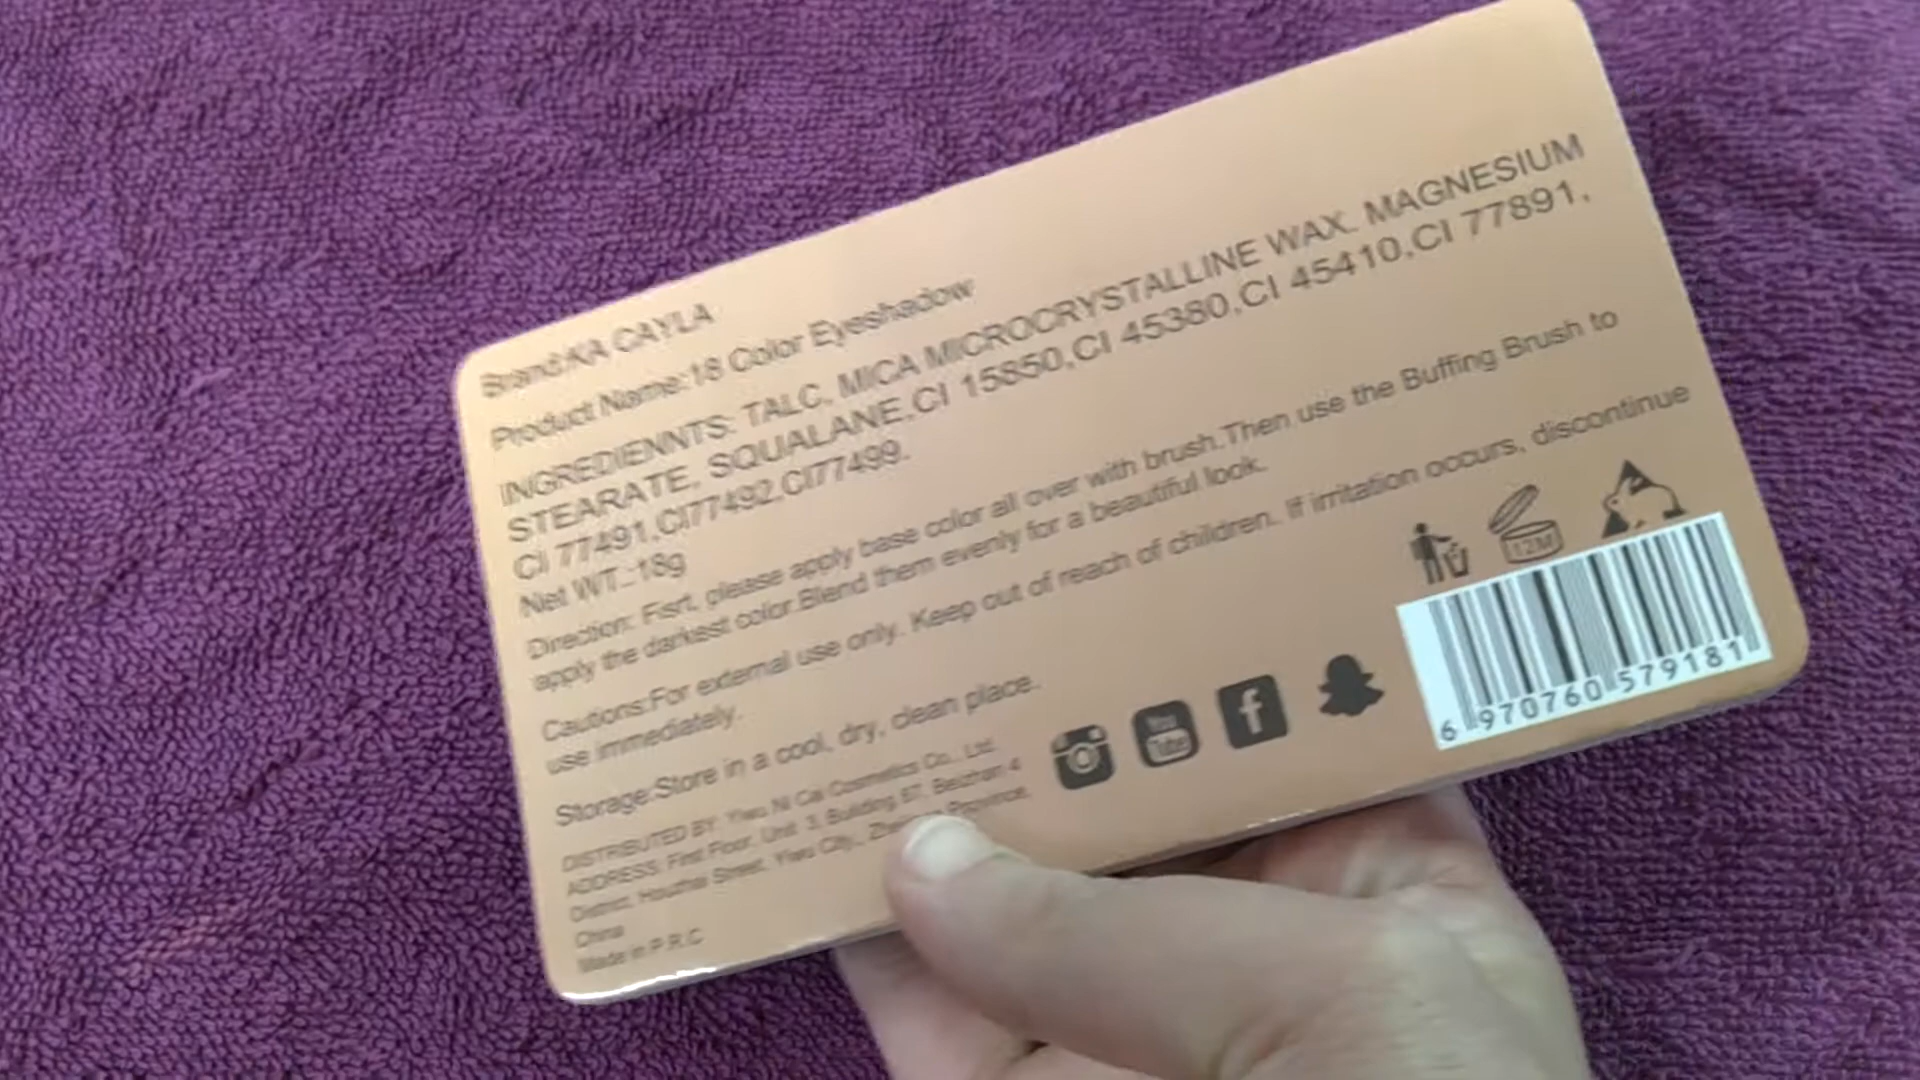 Brand:KA CAYLA
Product Name:18 Color Eyeshadow
INGREDIENNTS: TALC, MICA MICROCRYSTALLINE WAX. MAGNESIUM
STEARATE, SQUALANE.CI 15850,CI 45380,CI 45410,CI 77891,
CI 77491,CI77492,CI77499.
Net WT.:18g
Direction: Fisrt, please apply base color all over with brush.Then use the Buffing Brush to
apply the darkest color.Blend them evenly for a beautiful look.
Cautions:For external use only. Keep out of reach of children. If irritation occurs, discontinue
use immediately.
Storage:Store in a cool, dry, clean place.
DISTRIBUTED BY: Yiwu Ni Cai Cosmetics Co., Ltd.
ADDRESS: First Floor, Unit 3, Building 67, Beizhan 4
District, Street, Yiwu City, Province,
China
Made in P.R.C
12M
You
Tube
f
6 970760 579181